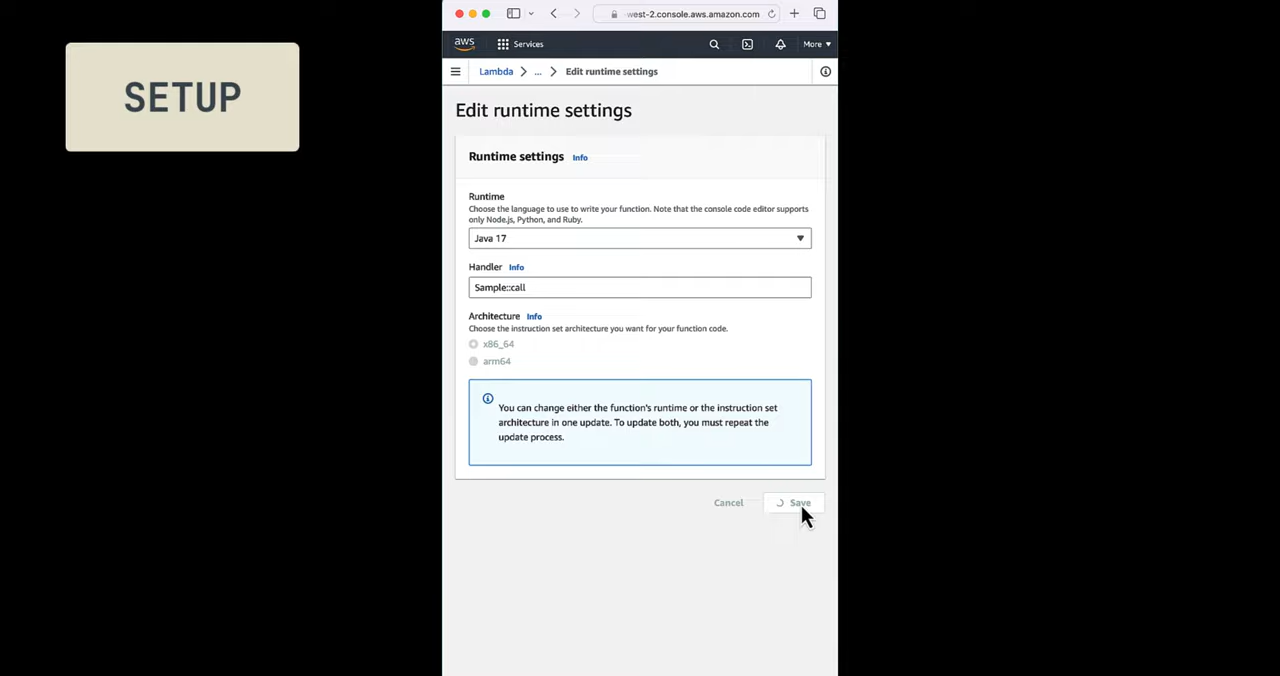 SETUP
west-2.console.aws.amazon.com
aws
Services
More
Lambda
...
Edit runtime settings
Edit runtime settings
Runtime settings Info
Runtime
Choose the language to use to write your function. Note that the console code editor supports
only Node.js, Python, and Ruby.
Java 17
Handler Info
Sample::call
Architecture Info
Choose the instruction set architecture you want for your function code.
x86_64
arm64
You can change either the function's runtime or the instruction set
architecture in one update. To update both, you must repeat the
update process.
Cancel
Save